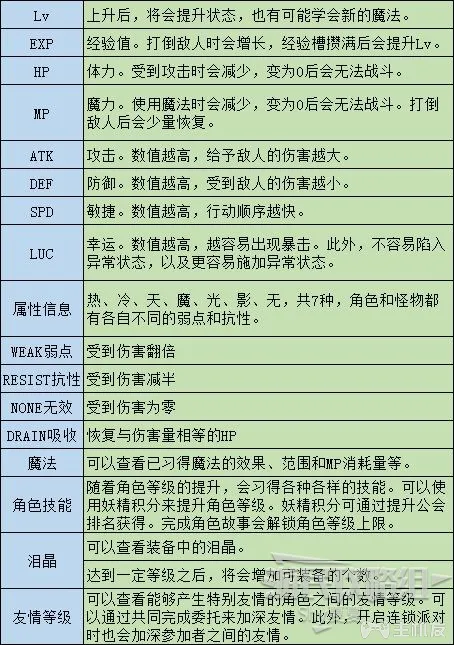 Lv 上升后，将会提升状态，也有可能学会新的魔法。
EXP 经验值。打倒敌人时会增长，经验槽攒满后会提升Lv。
HP 体力。受到攻击时会减少，变为0后会无法战斗。
MP 魔力。使用魔法时会减少，变为0后会无法战斗。打倒
敌人后会少量恢复。
ATK 攻击。数值越高，给予敌人的伤害越大。
DEF 防御。数值越高，受到敌人的伤害越小。
SPD 敏捷。数值越高，行动顺序越快。
LUC 幸运。数值越高，越容易出现暴击。此外，不容易陷入
异常状态，以及更容易施加异常状态。
属性信息 热、冷、天、魔、光、影、无，共7种，角色和怪物都
有各自不同的弱点和抗性。
WEAK弱点 受到伤害翻倍
RESIST抗性 受到伤害减半
NONE无效 受到伤害为零
DRAIN吸收 恢复与伤害量相等的HP
魔法 可以查看已习得魔法的效果、范围和MP消耗量等。
角色技能 随着角色等级的提升，会习得各种各样的技能。可以使
用妖精积分来提升角色等级。妖精积分可通过提升公会
排名获得。完成角色故事会解锁角色等级上限。
泪晶 可以查看装备中的泪晶。
达到一定等级之后，将会增加可装备的个数。
友情等级 可以查看能够产生特别友情的角色之间的友情等级。可
以通过共同完成委托来加深友情。此外，开启连锁派对
时也会加深参加者之间的友情。